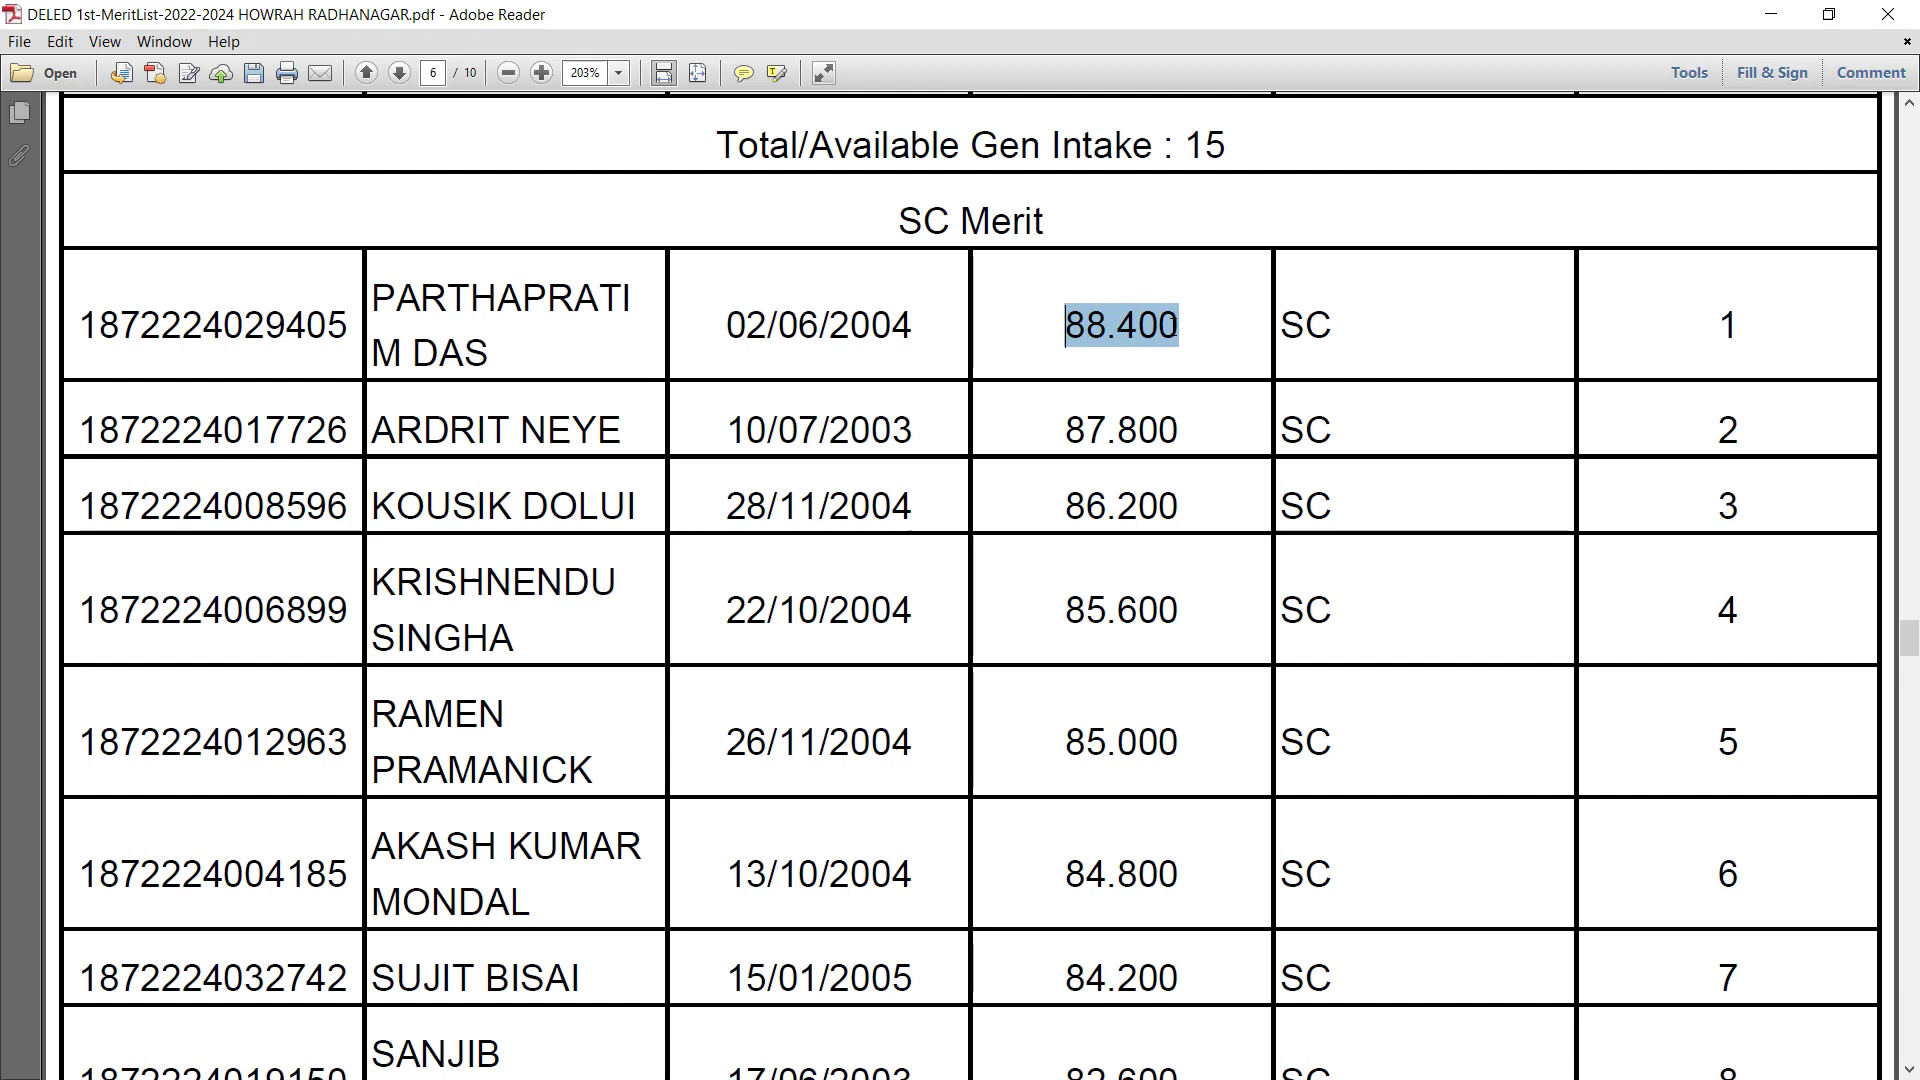 DELED 1st-MeritList-2022-2024 HOWRAH RADHANAGAR.pdf - Adobe Reader
File Edit View Window Help
Open 6 / 10 203% Tools Fill & Sign Comment
Total/Available Gen Intake : 15
SC Merit
1872224029405 PARTHAPRATI 02/06/2004 88.400 SC 1
M DAS
1872224017726 ARDRIT NEYE 10/07/2003 87.800 SC 2
1872224008596 KOUSIK DOLUI 28/11/2004 86.200 SC 3
1872224006899 KRISHNENDU 22/10/2004 85.600 SC 4
SINGHA
1872224012963 RAMEN 26/11/2004 85.000 SC 5
PRAMANICK
1872224004185 AKASH KUMAR 13/10/2004 84.800 SC 6
MONDAL
1872224032742 SUJIT BISAI 15/01/2005 84.200 SC 7
SANJIB